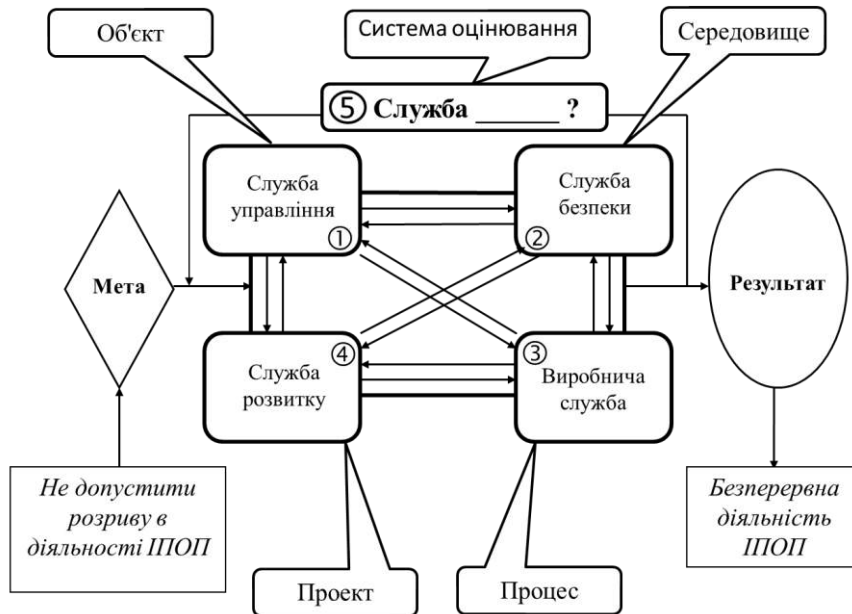 Об'єкт
Система оцінювання
Середовище
⑤ Служба ______ ?
Служба
управління
①
Служба
безпеки
②
Мета
Результат
④
Служба
розвитку
③
Виробнича
служба
Не допустити
розриву в
діяльності ІПОП
Безперервна
діяльність
ІПОП
Проект
Процес